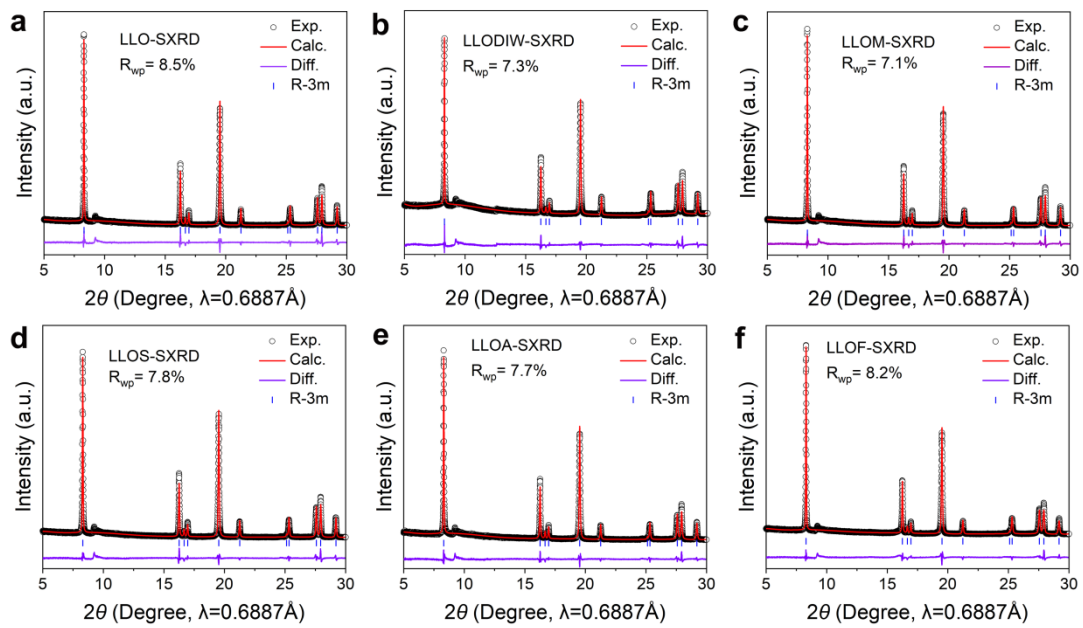 a
LLO-SXRD
R_wp = 8.5%
Exp.
Calc.
Diff.
R-3m
Intensity (a.u.)
5 10 15 20 25 30
2θ (Degree, λ=0.6887Å)
b
LLODIW-SXRD
R_wp = 7.3%
Exp.
Calc.
Diff.
R-3m
Intensity (a.u.)
5 10 15 20 25 30
2θ (Degree, λ=0.6887Å)
c
LLOM-SXRD
R_wp = 7.1%
Exp.
Calc.
Diff.
R-3m
Intensity (a.u.)
5 10 15 20 25 30
2θ (Degree, λ=0.6887Å)
d
LLOS-SXRD
R_wp = 7.8%
Exp.
Calc.
Diff.
R-3m
Intensity (a.u.)
5 10 15 20 25 30
2θ (Degree, λ=0.6887Å)
e
LLOA-SXRD
R_wp = 7.7%
Exp.
Calc.
Diff.
R-3m
Intensity (a.u.)
5 10 15 20 25 30
2θ (Degree, λ=0.6887Å)
f
LLOF-SXRD
R_wp = 8.2%
Exp.
Calc.
Diff.
R-3m
Intensity (a.u.)
5 10 15 20 25 30
2θ (Degree, λ=0.6887Å)